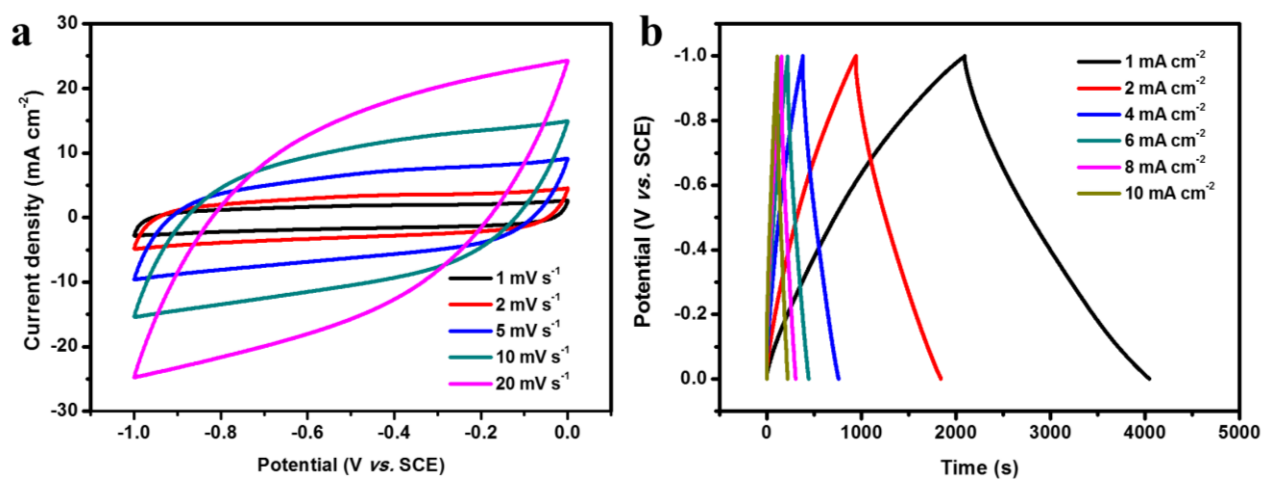 a
30
20
10
0
-10
-20
-30
-1.0 -0.8 -0.6 -0.4 -0.2 0.0
Current density (mA cm⁻²)
Potential (V vs. SCE)
1 mV s⁻¹
2 mV s⁻¹
5 mV s⁻¹
10 mV s⁻¹
20 mV s⁻¹
b
-1.0
-0.8
-0.6
-0.4
-0.2
0.0
0 1000 2000 3000 4000 5000
Potential (V vs. SCE)
Time (s)
1 mA cm⁻²
2 mA cm⁻²
4 mA cm⁻²
6 mA cm⁻²
8 mA cm⁻²
10 mA cm⁻²